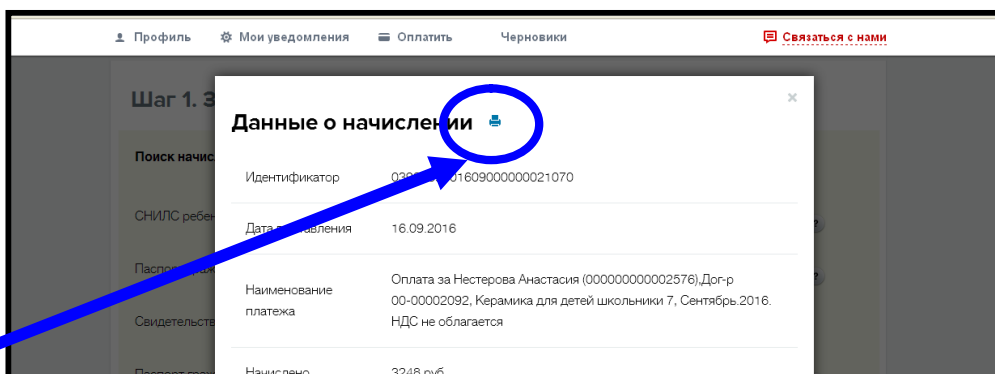 Профиль Мои уведомления Оплатить Черновики Связаться с нами
Шаг 1. З
Данные о начислении
Поиск начис
Идентификатор
СНИЛС ребен
Дата 16.09.2016
Паспорт
Наименование платежа
Оплата за Нестерова Анастасия (000000000002576),Дог-р
00-00002092, Керамика для детей школьники 7, Сентябрь.2016.
НДС не облагается
Свидетельств
Начислено 3248 руб